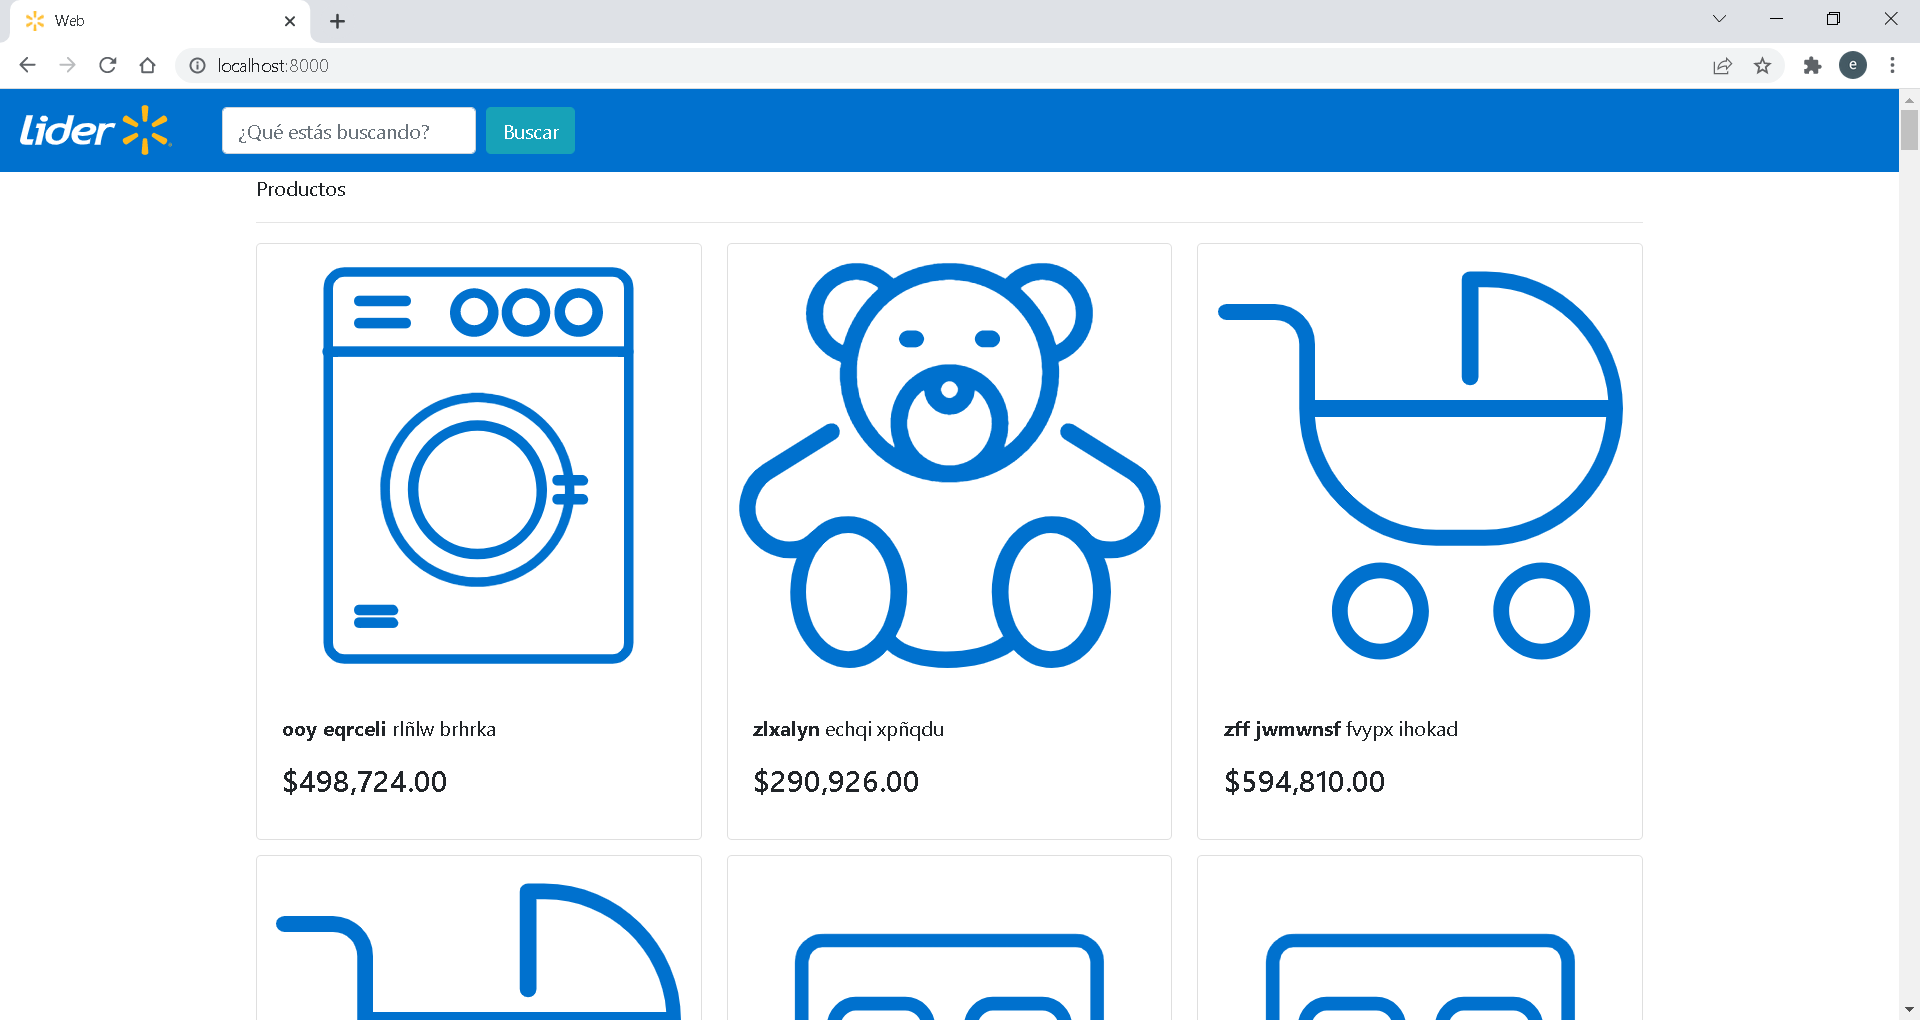 Web
localhost:8000
e
lider
¿Qué estás buscando?
Buscar
Productos
ooy eqrceli rlñlw brhrka
$498,724.00
zlxalyn echqi xpñqdu
$290,926.00
zff jwmwnsf fvypx ihokad
$594,810.00